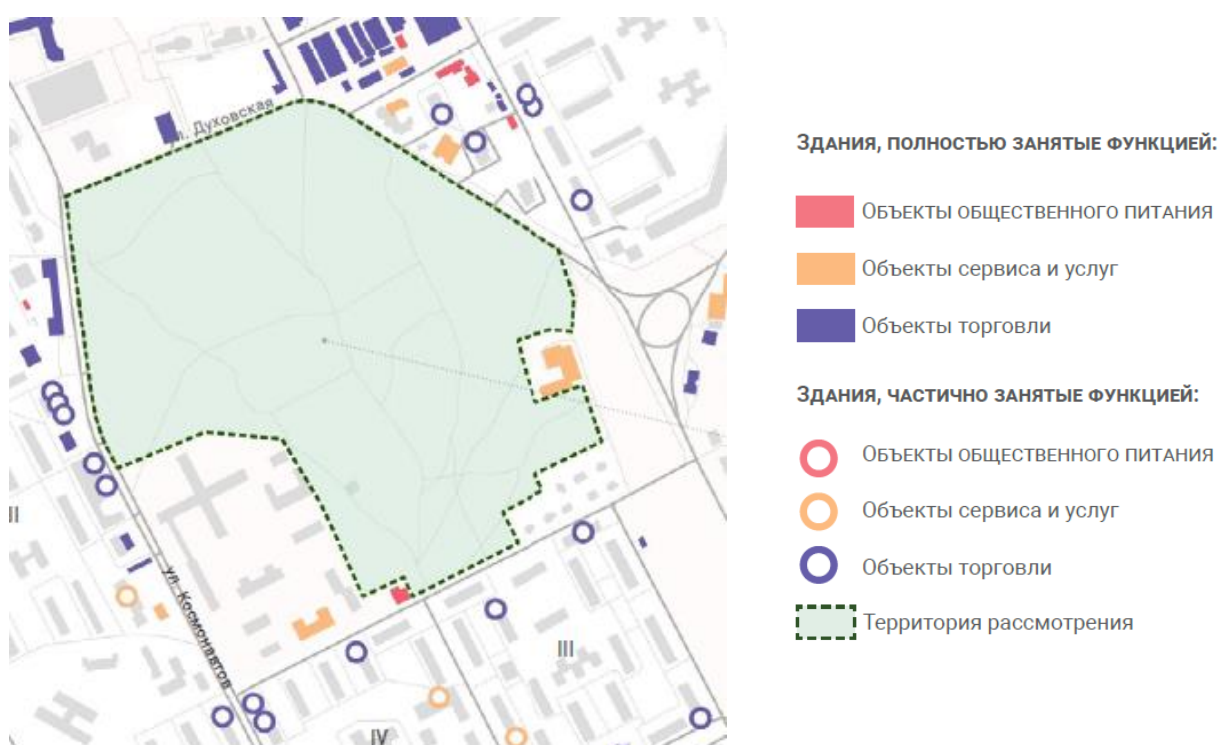 л. Духовская
ул. Космонавтов
II
III
IV
Здания, полностью занятые функцией:
Объекты общественного питания
Объекты сервиса и услуг
Объекты торговли
Здания, частично занятые функцией:
Объекты общественного питания
Объекты сервиса и услуг
Объекты торговли
Территория рассмотрения